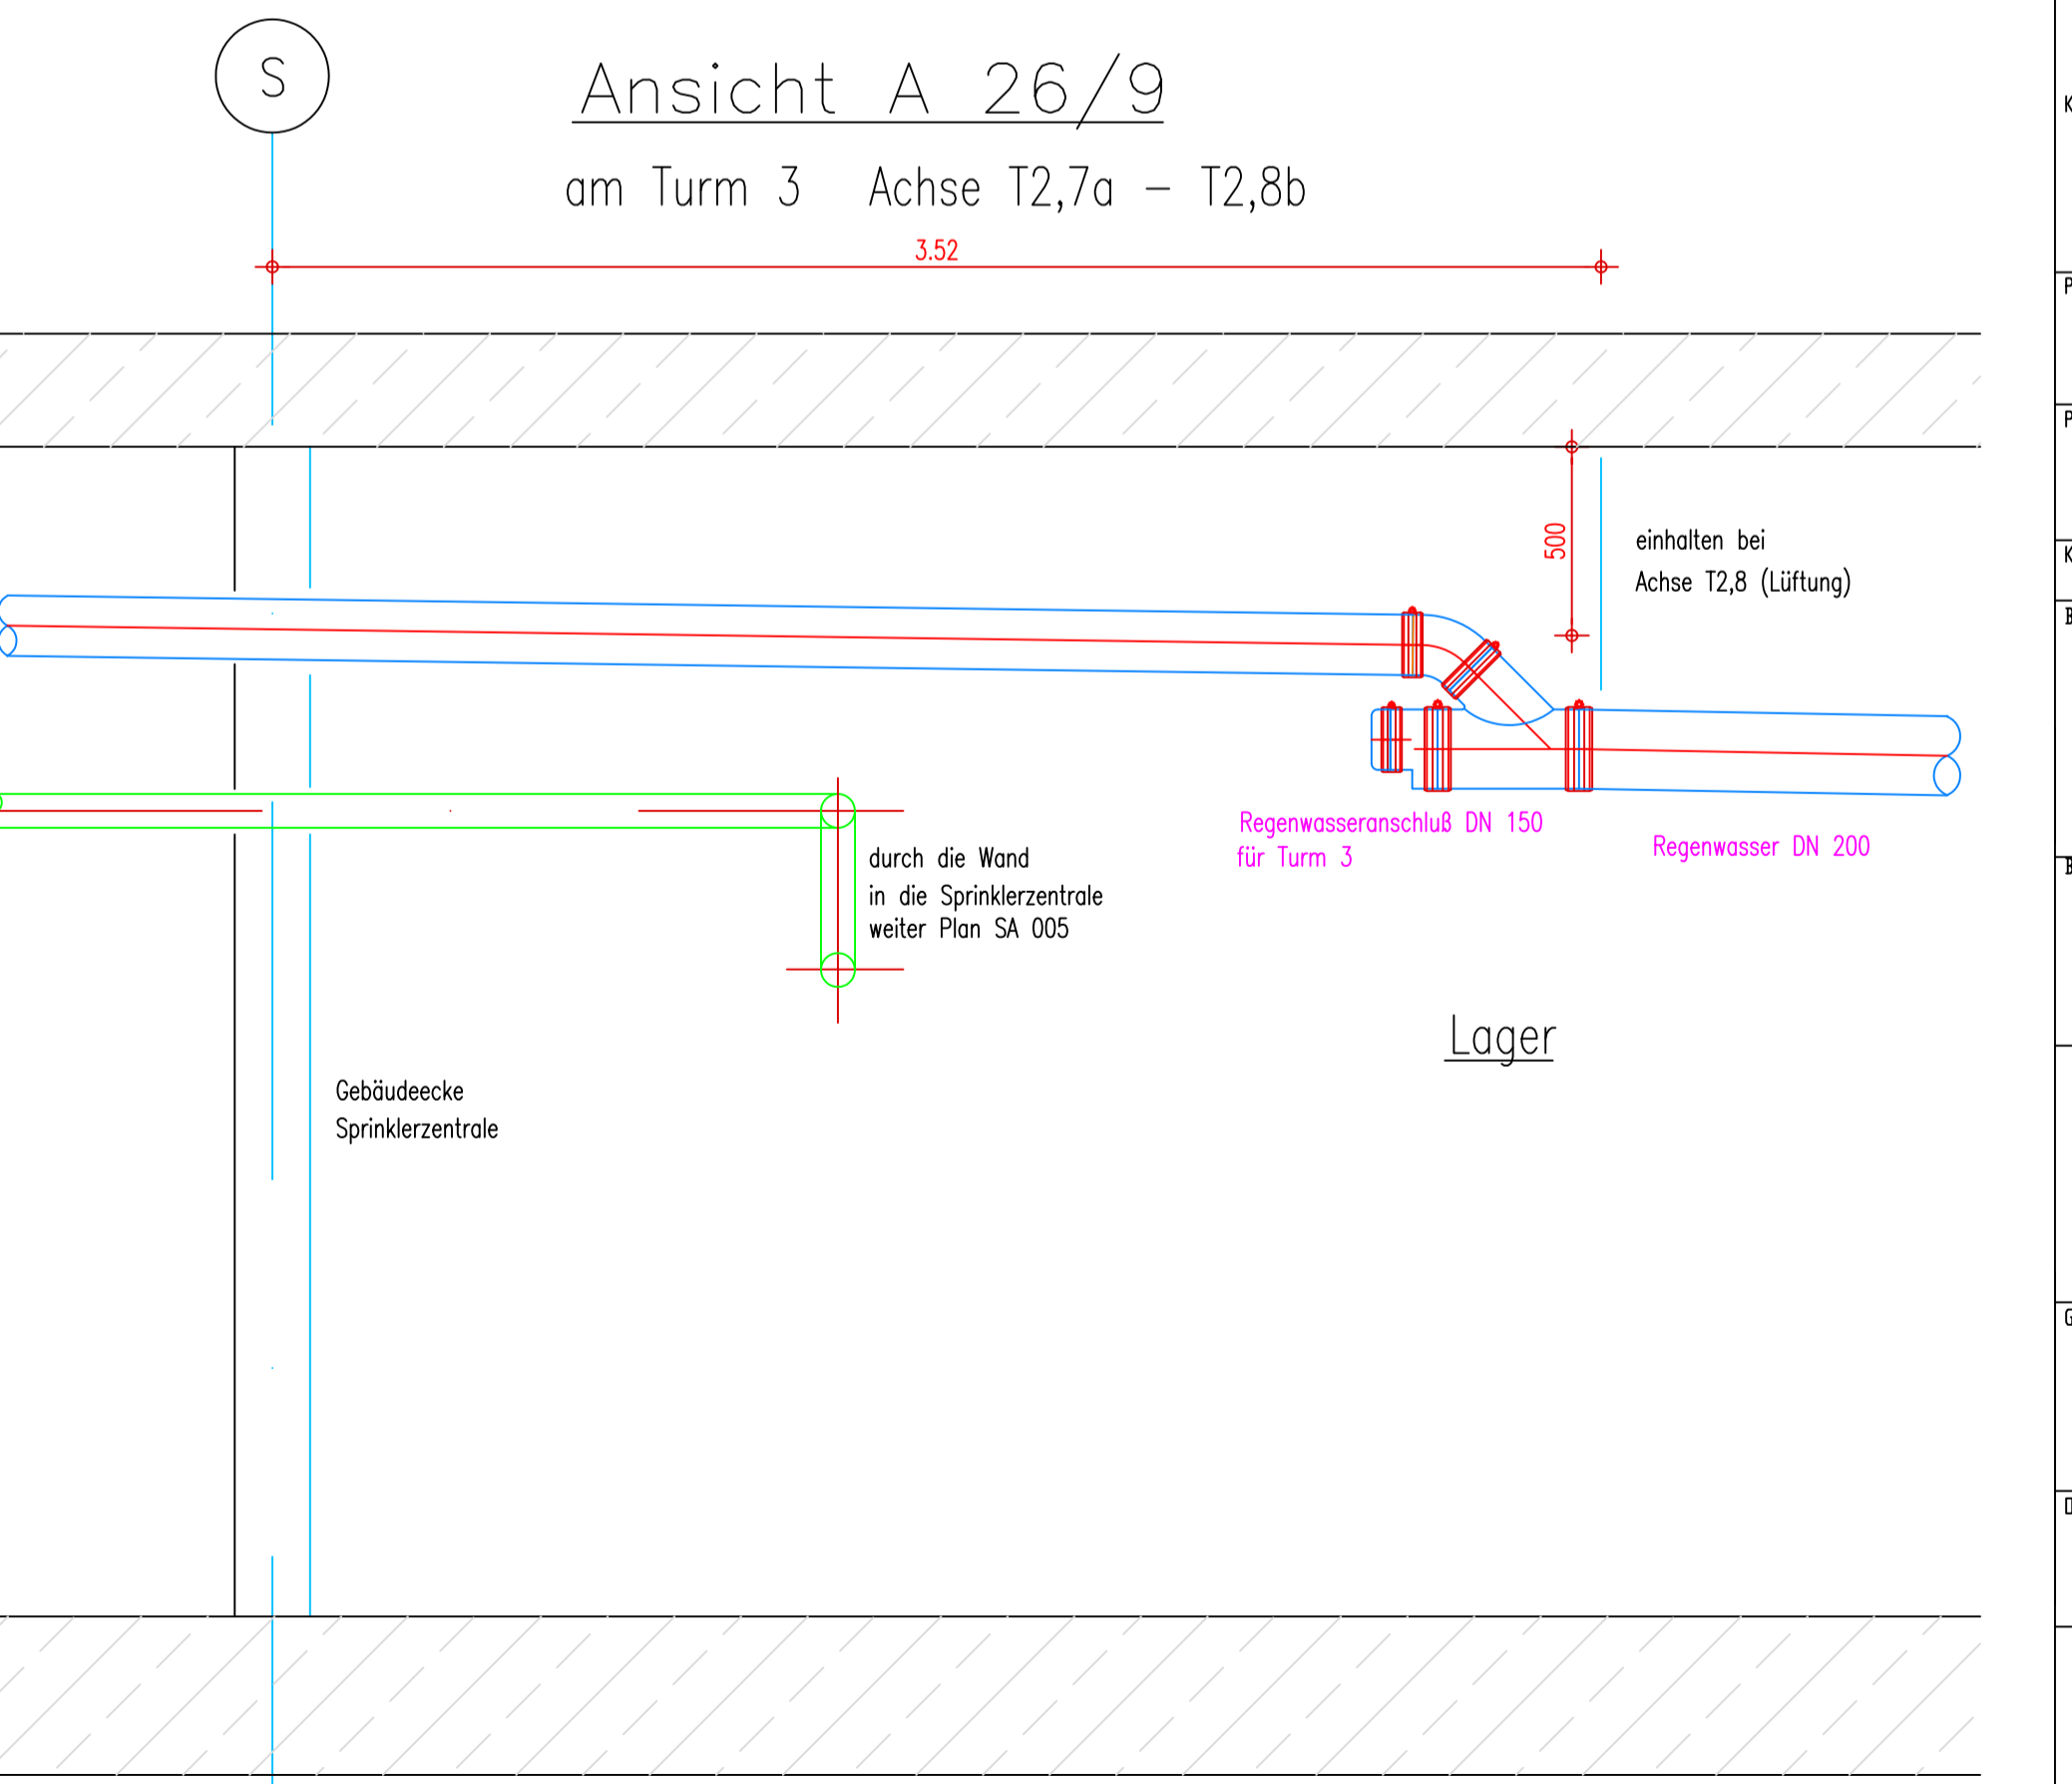 S
Ansicht A 26/9
am Turm 3 Achse T2,7a – T2,8b
3.52
500
einhalten bei
Achse T2,8 (Lüftung)
Regenwasseranschluß DN 150
für Turm 3
Regenwasser DN 200
durch die Wand
in die Sprinklerzentrale
weiter Plan SA 005
Lager
Gebäudeecke
Sprinklerzentrale